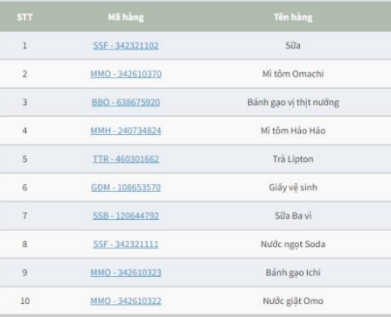 STT Mã hàng Tên hàng
1 SSF - 342321102 Sữa
2 MMO - 342610370 Mì tôm Omachi
3 BBO - 638675920 Bánh gạo vị thịt nướng
4 MMH - 240734824 Mì tôm Hảo Hảo
5 TTR - 460301662 Trà Lipton
6 GDM - 108653570 Giấy vệ sinh
7 SSB - 120644792 Sữa Ba vì
8 SSF - 342321111 Nước ngọt Soda
9 MMO - 342610323 Bánh gạo Ichi
10 MMO - 342610322 Nước giặt Omo